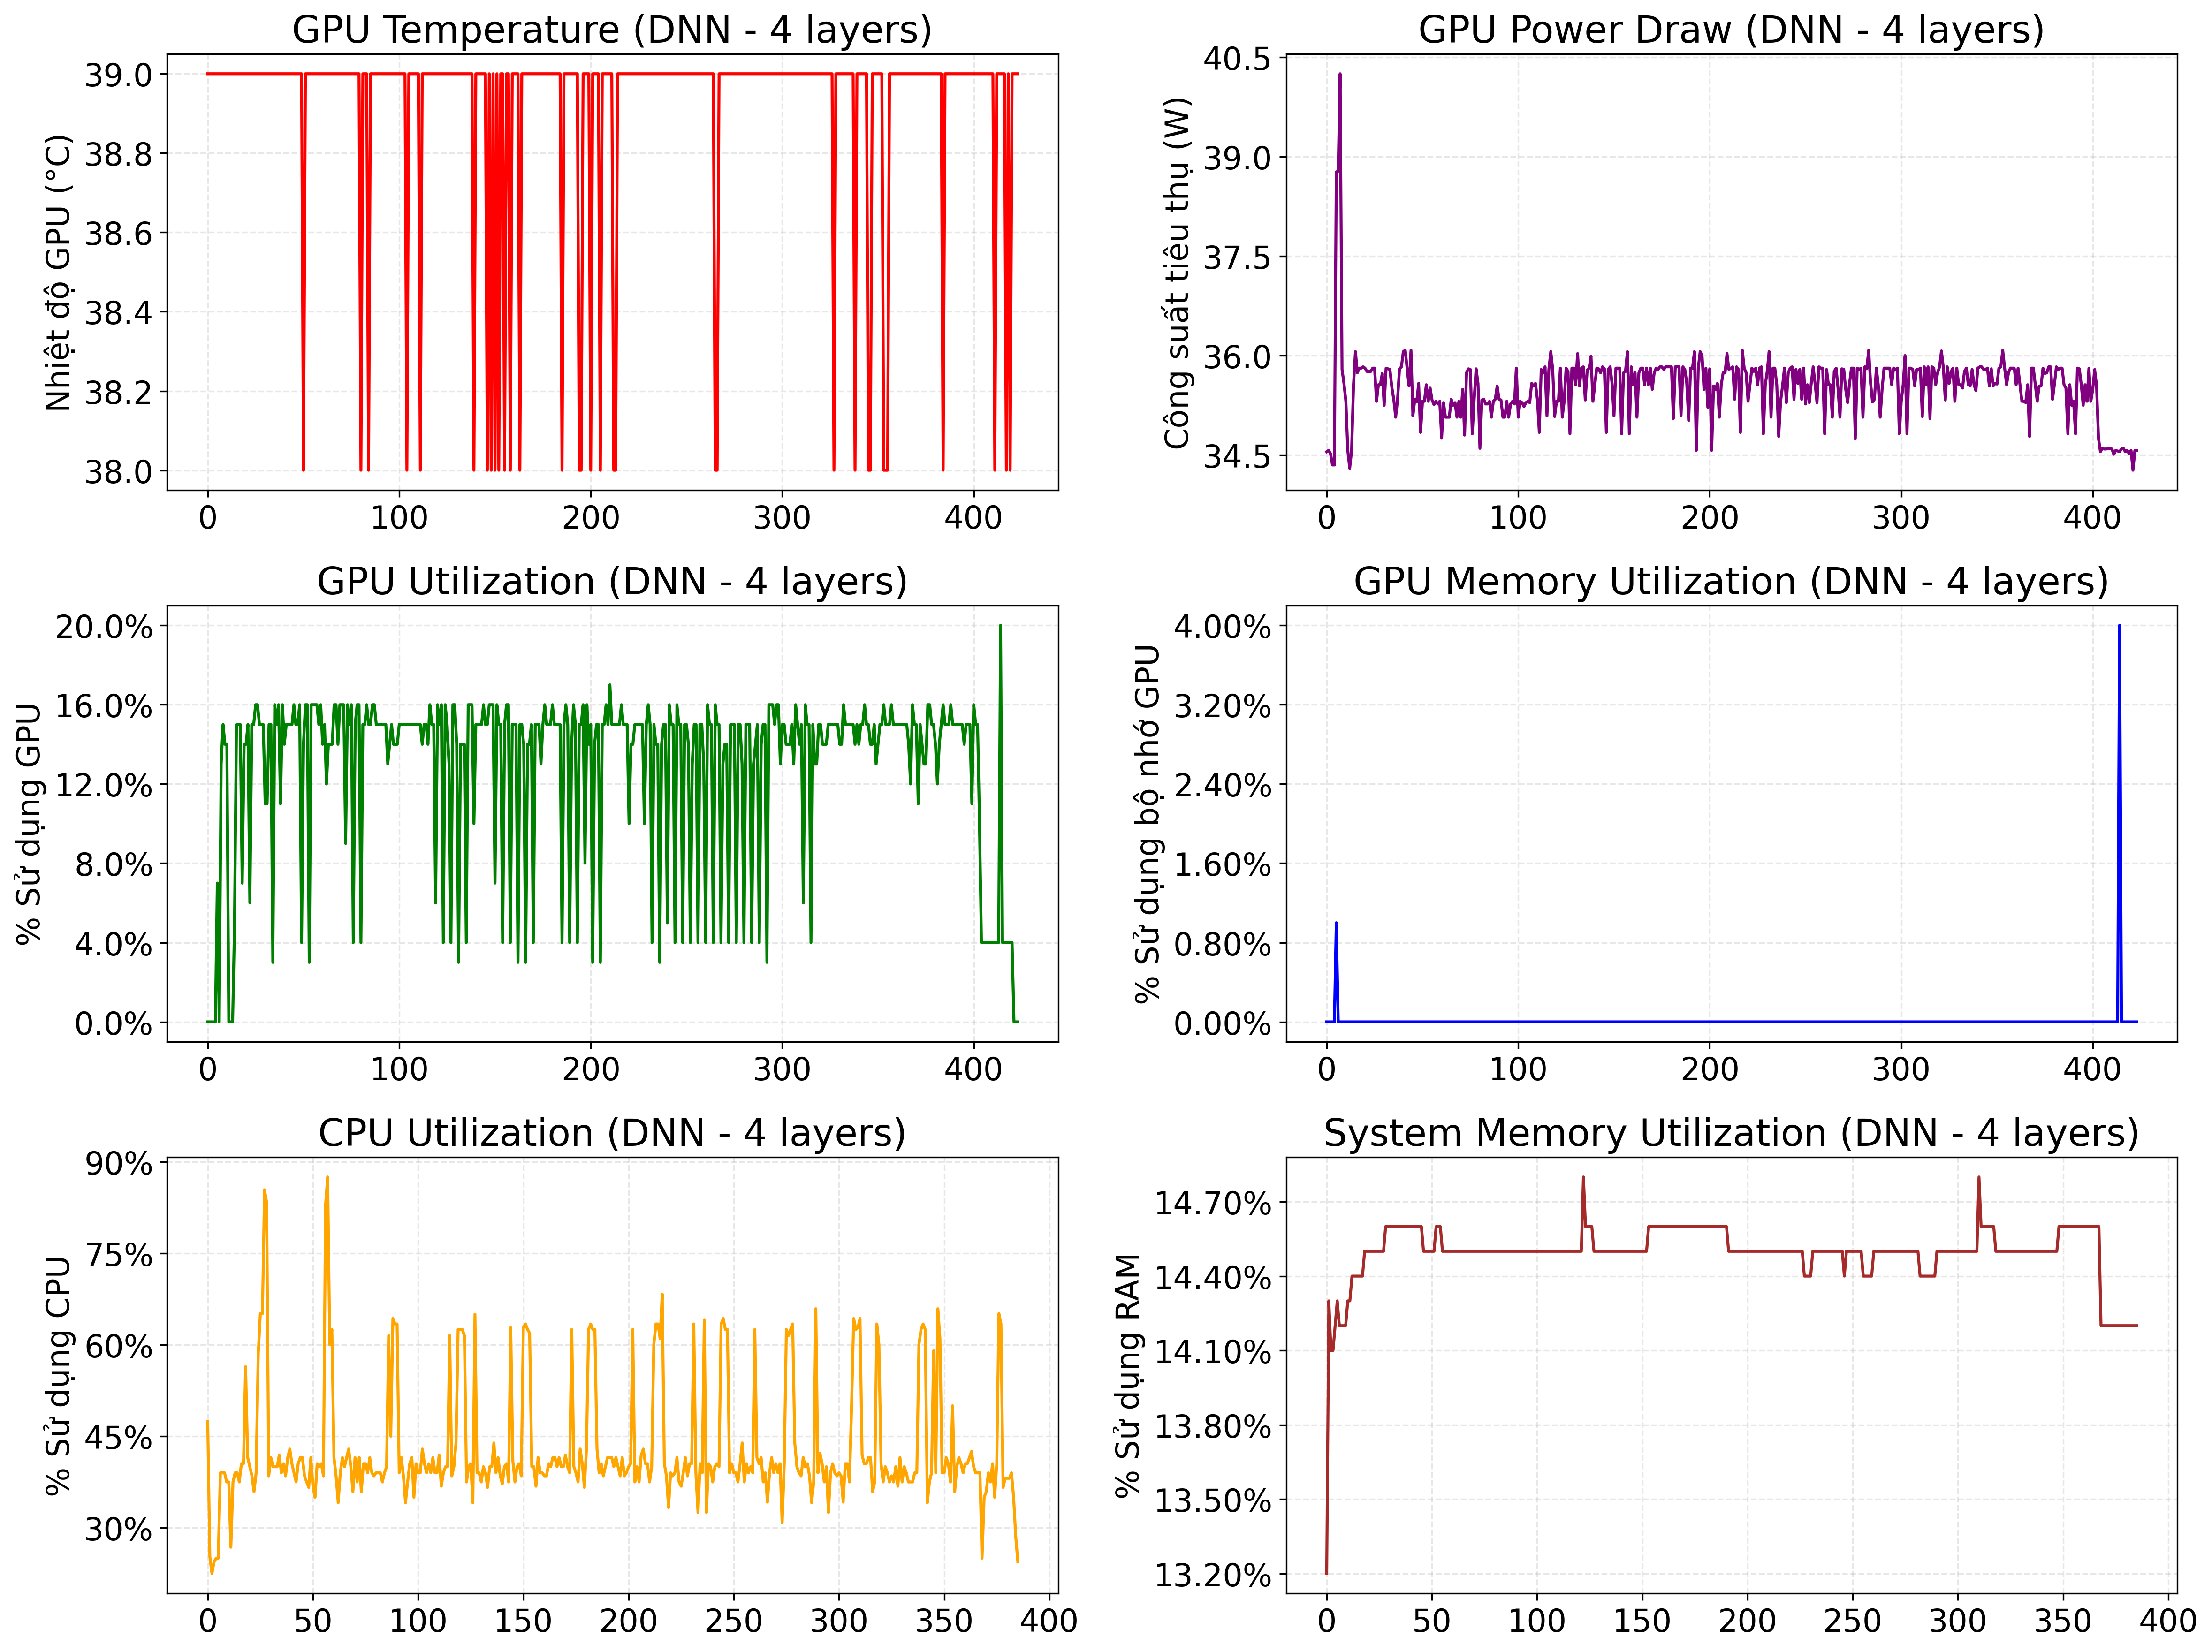 GPU Temperature (DNN - 4 layers)
Nhiệt độ GPU (°C)
39.0
38.8
38.6
38.4
38.2
38.0
0 100 200 300 400
GPU Power Draw (DNN - 4 layers)
Công suất tiêu thụ (W)
40.5
39.0
37.5
36.0
34.5
0 100 200 300 400
GPU Utilization (DNN - 4 layers)
% Sử dụng GPU
20.0%
16.0%
12.0%
8.0%
4.0%
0.0%
0 100 200 300 400
GPU Memory Utilization (DNN - 4 layers)
% Sử dụng bộ nhớ GPU
4.00%
3.20%
2.40%
1.60%
0.80%
0.00%
0 100 200 300 400
CPU Utilization (DNN - 4 layers)
% Sử dụng CPU
90%
75%
60%
45%
30%
0 50 100 150 200 250 300 350 400
System Memory Utilization (DNN - 4 layers)
% Sử dụng RAM
14.70%
14.40%
14.10%
13.80%
13.50%
13.20%
0 50 100 150 200 250 300 350 400